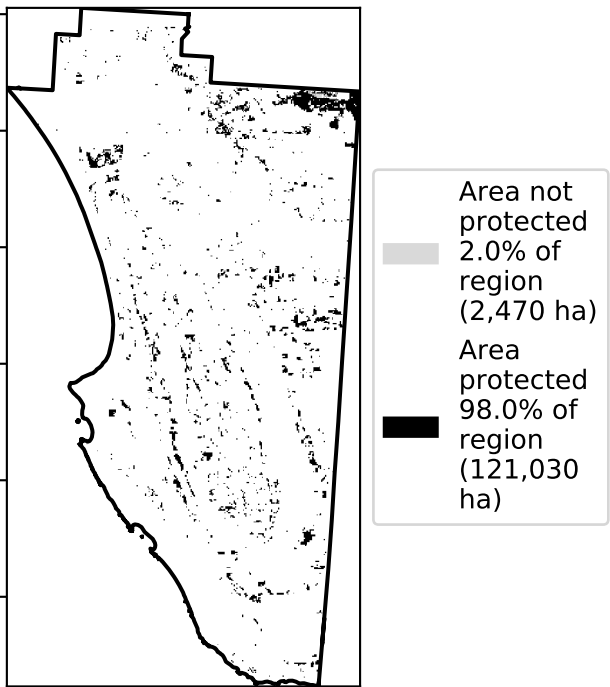 Area not
protected
2.0% of
region
(2,470 ha)
Area
protected
98.0% of
region
(121,030
ha)